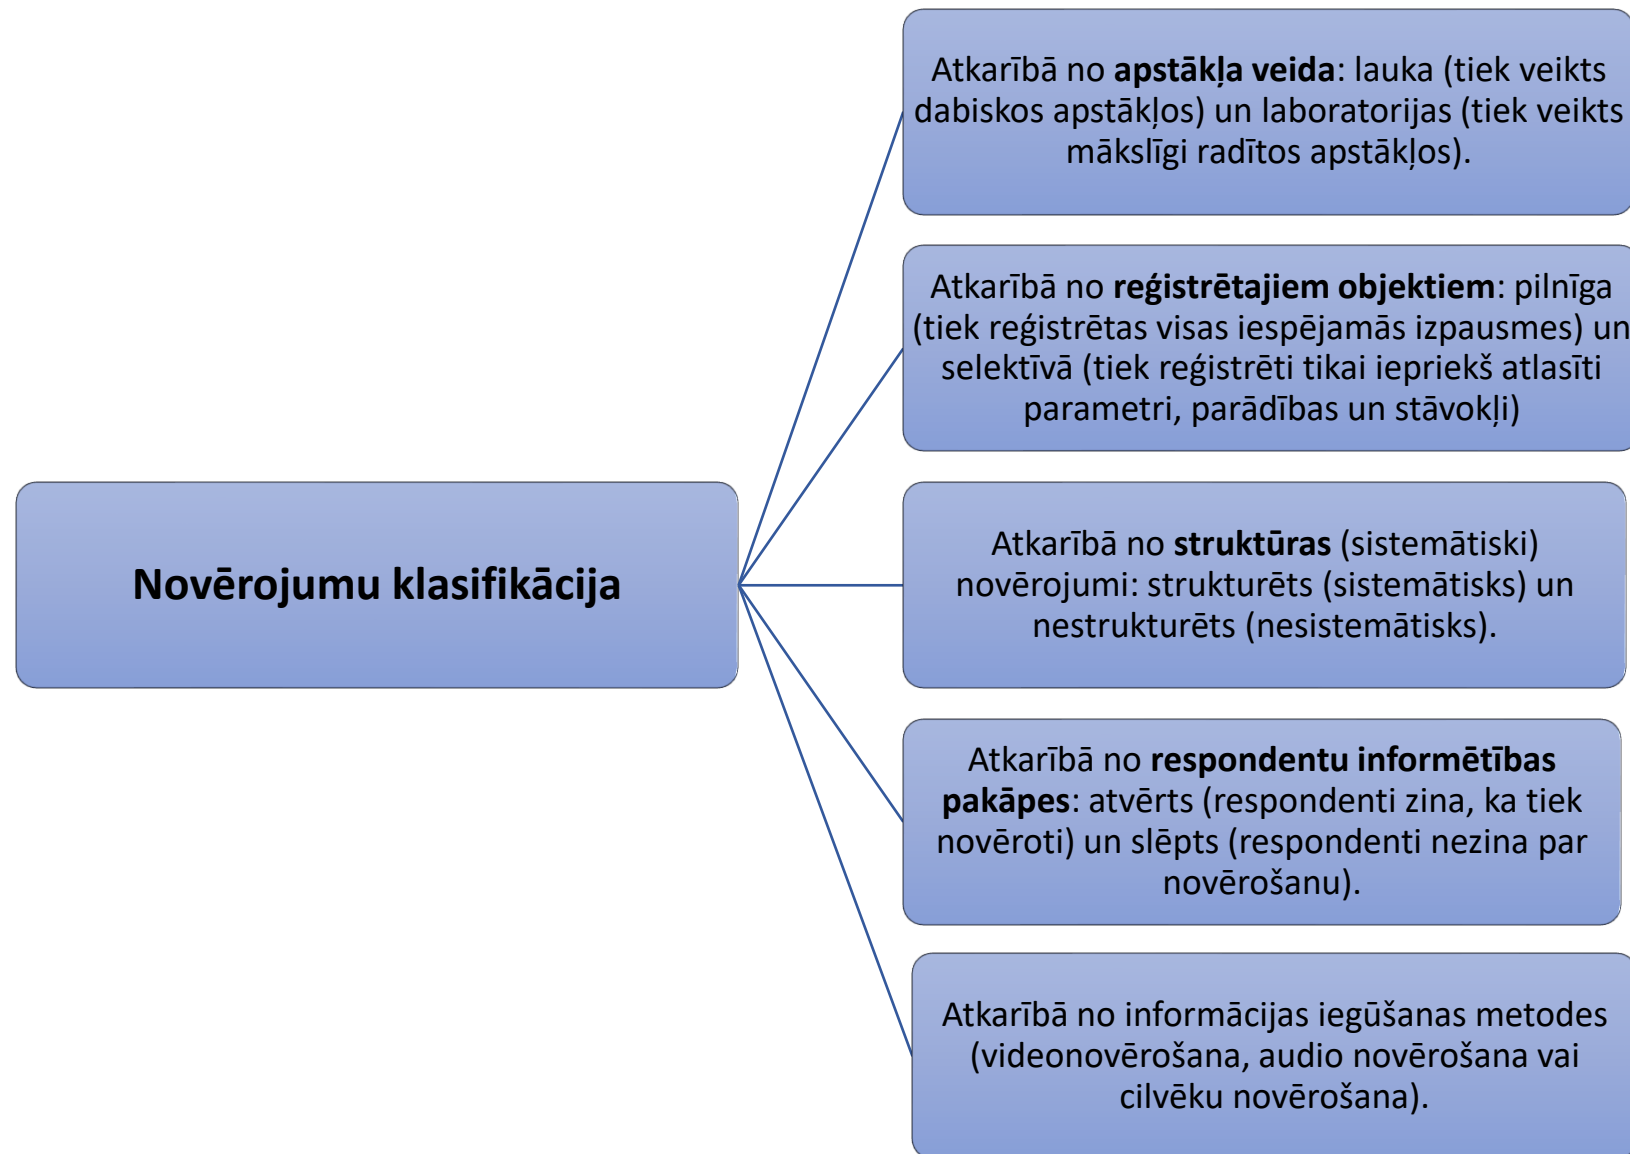 Atkarībā no apstākļa veida: lauka (tiek veikts
dabiskos apstākļos) un laboratorijas (tiek veikts
mākslīgi radītos apstākļos).
Atkarībā no reģistrētajiem objektiem: pilnīga
(tiek reģistrētas visas iespējamās izpausmes) un
selektīvā (tiek reģistrēti tikai iepriekš atlasīti
parametri, parādības un stāvokļi)
Novērojumu klasifikācija
Atkarībā no struktūras (sistemātiski)
novērojumi: strukturēts (sistemātisks) un
nestrukturēts (nesistemātisks).
Atkarībā no respondentu informētības
pakāpes: atvērts (respondenti zina, ka tiek
novēroti) un slēpts (respondenti nezina par
novērošanu).
Atkarībā no informācijas iegūšanas metodes
(videonovērošana, audio novērošana vai
cilvēku novērošana).